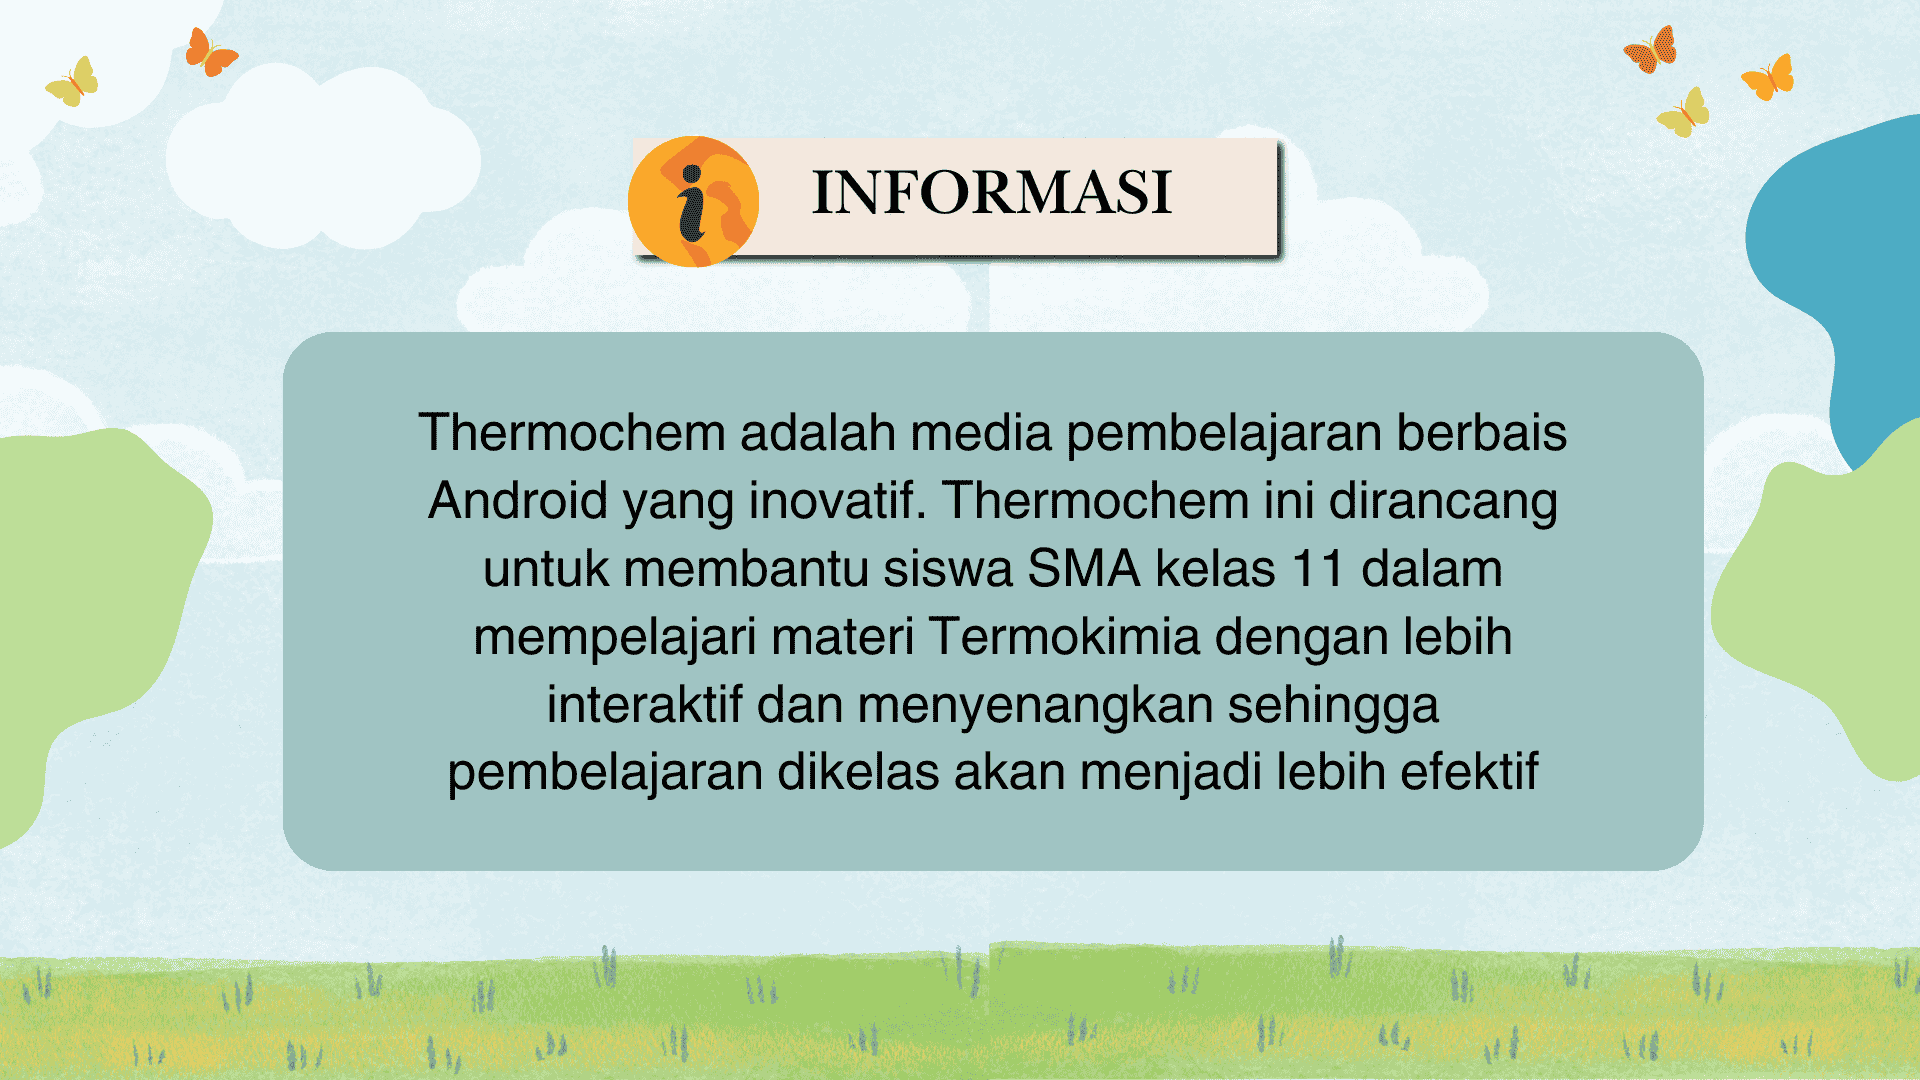 INFORMASI
Thermochem adalah media pembelajaran berbais
Android yang inovatif. Thermochem ini dirancang
untuk membantu siswa SMA kelas 11 dalam
mempelajari materi Termokimia dengan lebih
interaktif dan menyenangkan sehingga
pembelajaran dikelas akan menjadi lebih efektif